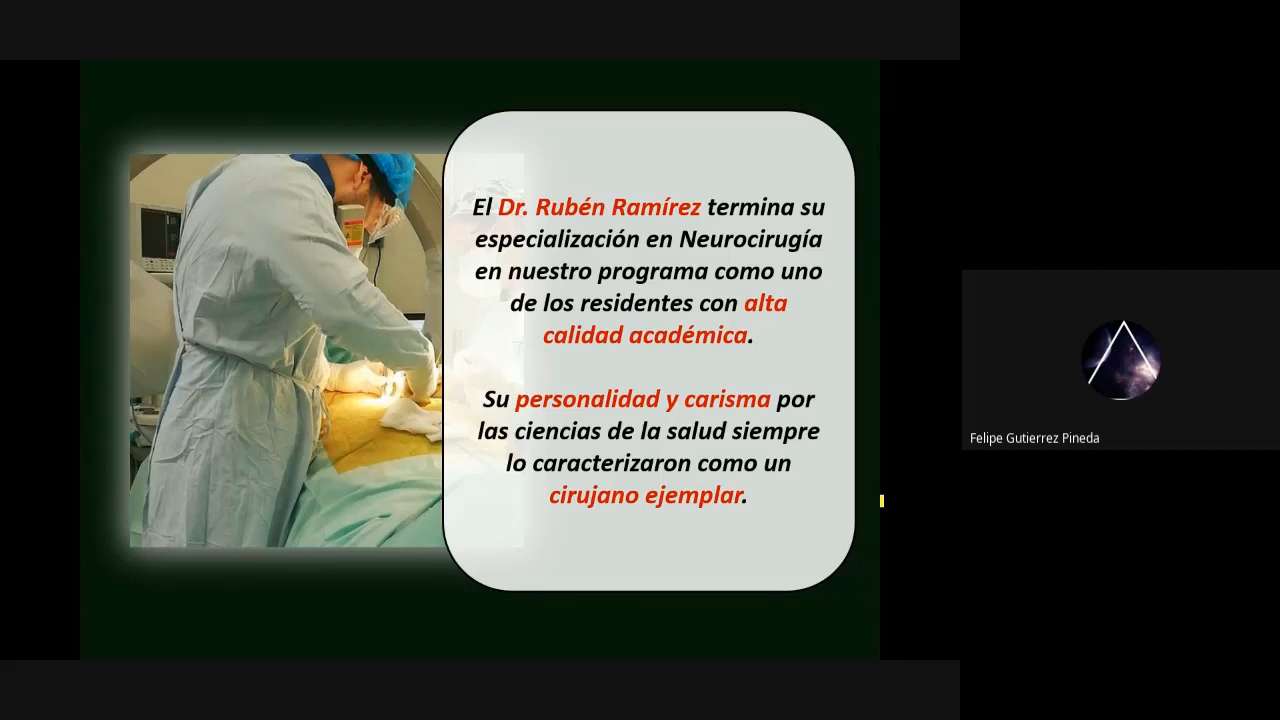 El Dr. Rubén Ramírez termina su
especialización en Neurocirugía
en nuestro programa como uno
de los residentes con alta
calidad académica.
Su personalidad y carisma por
las ciencias de la salud siempre
lo caracterizaron como un
cirujano ejemplar.
Felipe Gutierrez Pineda